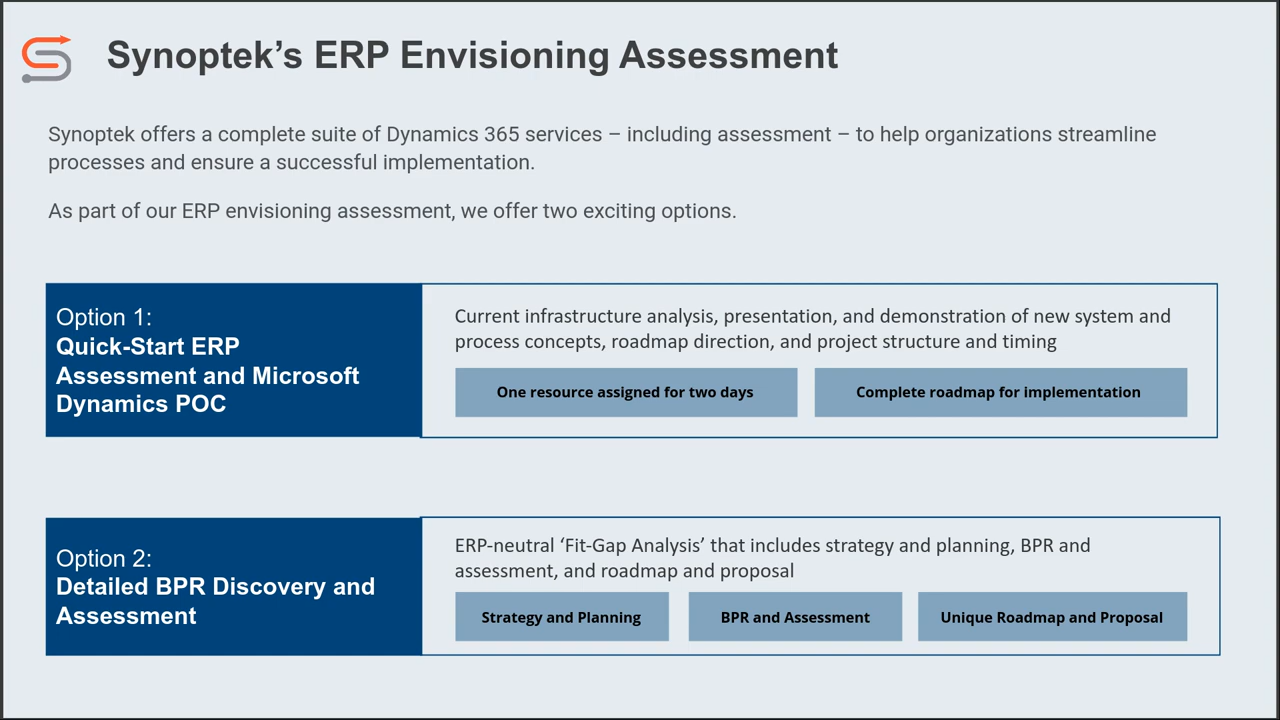 Synoptek’s ERP Envisioning Assessment
Synoptek offers a complete suite of Dynamics 365 services – including assessment – to help organizations streamline
processes and ensure a successful implementation.
As part of our ERP envisioning assessment, we offer two exciting options.
Option 1:
Quick-Start ERP
Assessment and Microsoft
Dynamics POC
Current infrastructure analysis, presentation, and demonstration of new system and
process concepts, roadmap direction, and project structure and timing
One resource assigned for two days
Complete roadmap for implementation
Option 2:
Detailed BPR Discovery and
Assessment
ERP-neutral ‘Fit-Gap Analysis’ that includes strategy and planning, BPR and
assessment, and roadmap and proposal
Strategy and Planning
BPR and Assessment
Unique Roadmap and Proposal